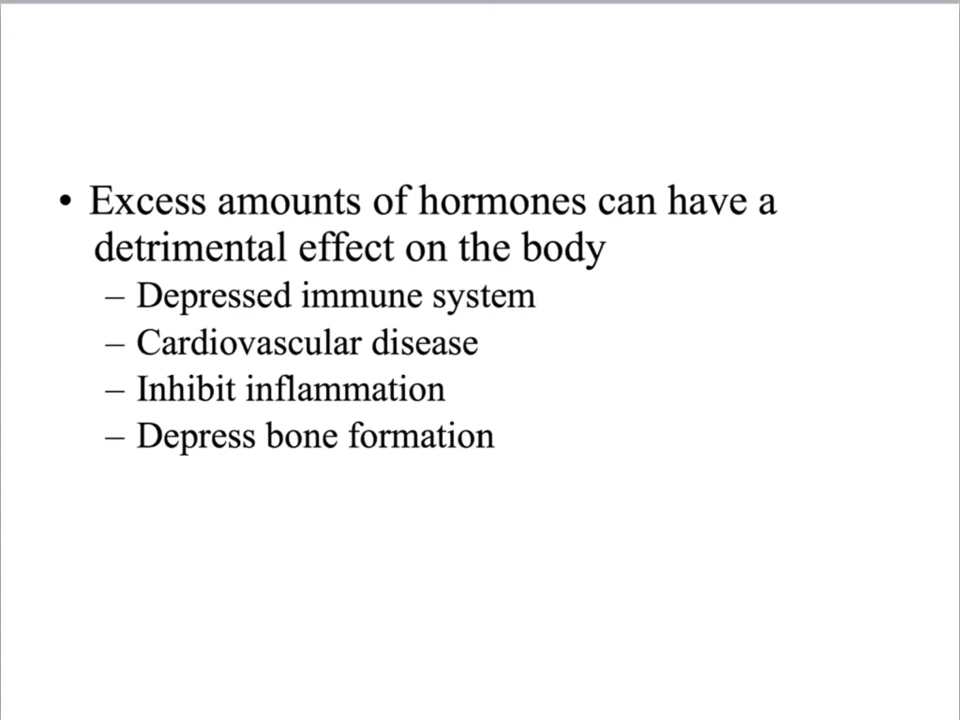 • Excess amounts of hormones can have a
detrimental effect on the body
– Depressed immune system
– Cardiovascular disease
– Inhibit inflammation
– Depress bone formation